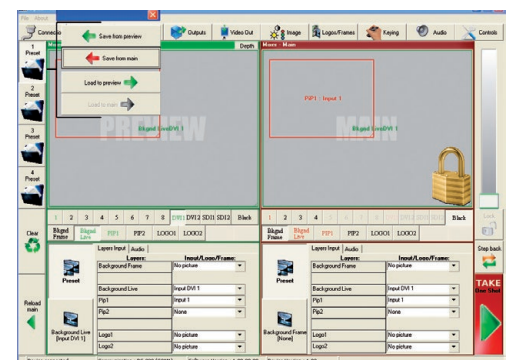 File About
Connection
Outputs
Video Out
Image
Logos/Frames
Keying
Audio
Controls
Save from preview
Save from main
Load to preview
Load to main
Depth
Mixer : Main
1
Preset
2
Preset
3
Preset
4
Preset
PIP1 : Input 1
Bkgnd Live:DVI 1
PREVIEW
Bkgnd Live:DVI 1
MAIN
1 2 3 4 5 6 7 8 DVI1 DVI2 SDI1 SDI2 Black
1 2 3 4 Black
Lock
Clear
Bkgnd Frame
Bkgnd Live
PIP1
PIP2
LOGO1
LOGO2
Bkgnd Frame
Bkgnd Live
PIP1
PIP2
LOGO1
LOGO2
Step back
Layers Input Audio
Layers: Input/Logo/Frame:
Background Frame No picture
Background Live Input DVI 1
Pip1 Input 1
Pip2 None
Logo1 No picture
Logo2 No picture
Preset
Background Live
[Input DVI 1]
Layers Input Audio
Layers: Input/Logo/Frame:
Background Frame No picture
Background Live Input DVI 1
Pip1 Input 1
Pip2 None
Logo1 No picture
Logo2 No picture
Preset
Background Frame
[None]
Reload
main
TAKE
One Shot